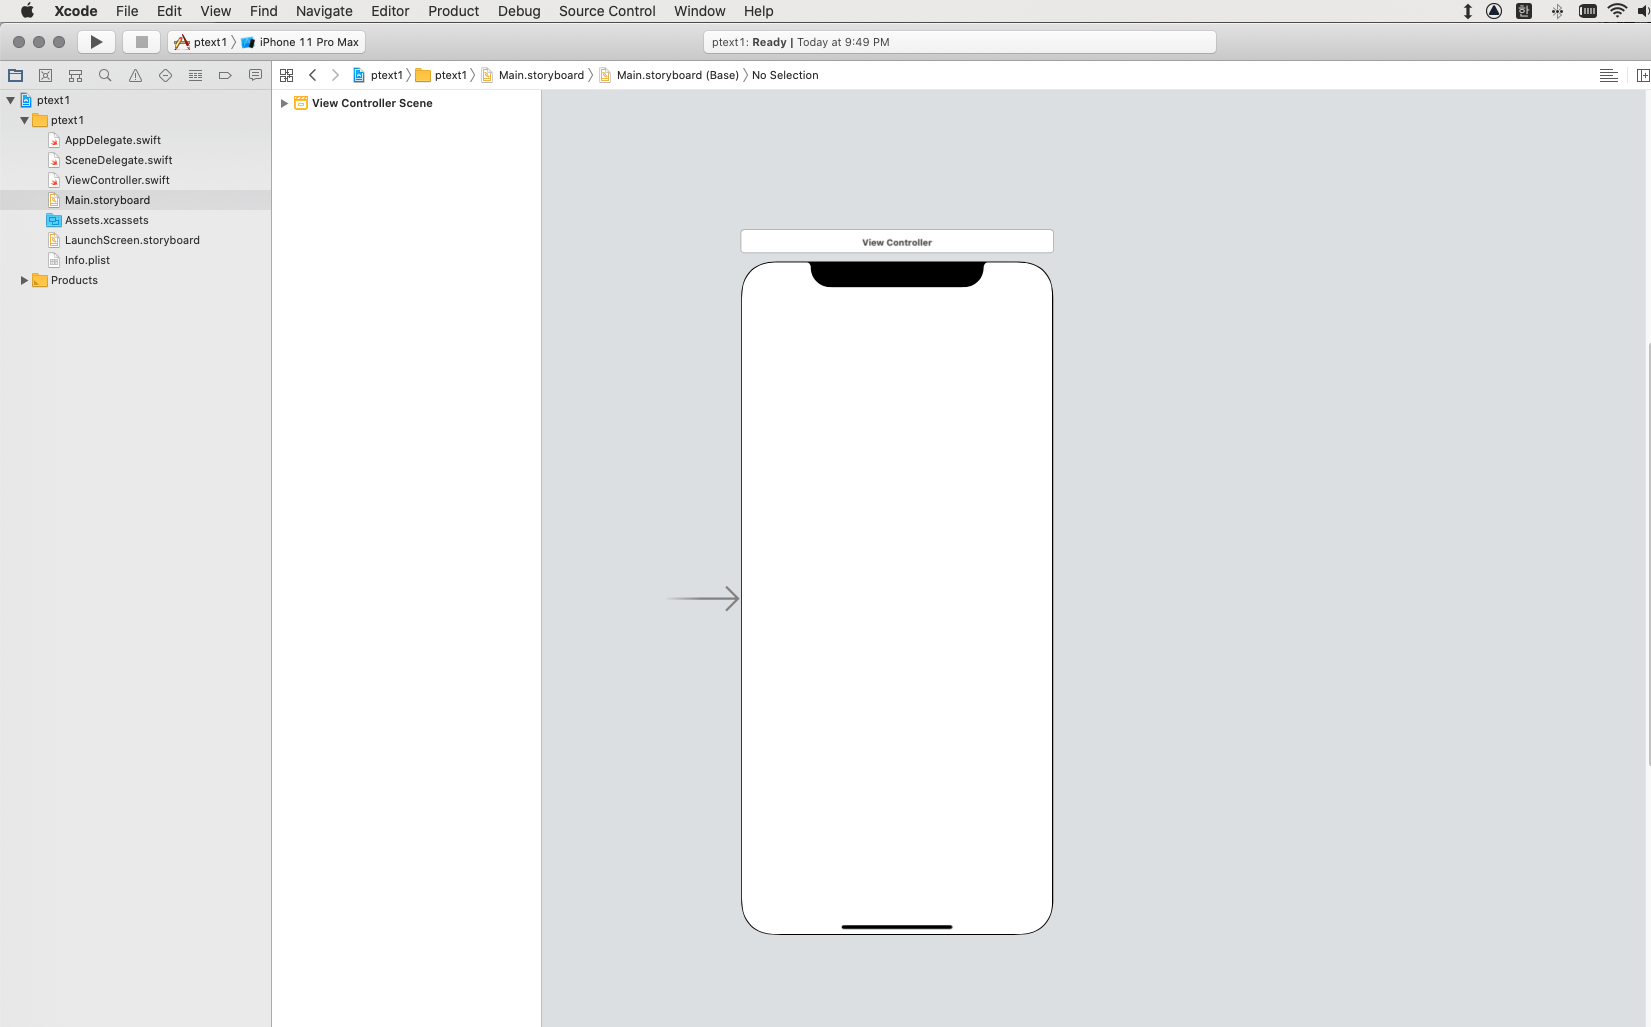 Xcode File Edit View Find Navigate Editor Product Debug Source Control Window Help 한
ptext1 iPhone 11 Pro Max ptext1: Ready | Today at 9:49 PM
ptext1 ptext1 Main.storyboard Main.storyboard (Base) No Selection
ptext1
ptext1
AppDelegate.swift
SceneDelegate.swift
ViewController.swift
Main.storyboard
Assets.xcassets
LaunchScreen.storyboard
Info.plist
Products
View Controller Scene
View Controller